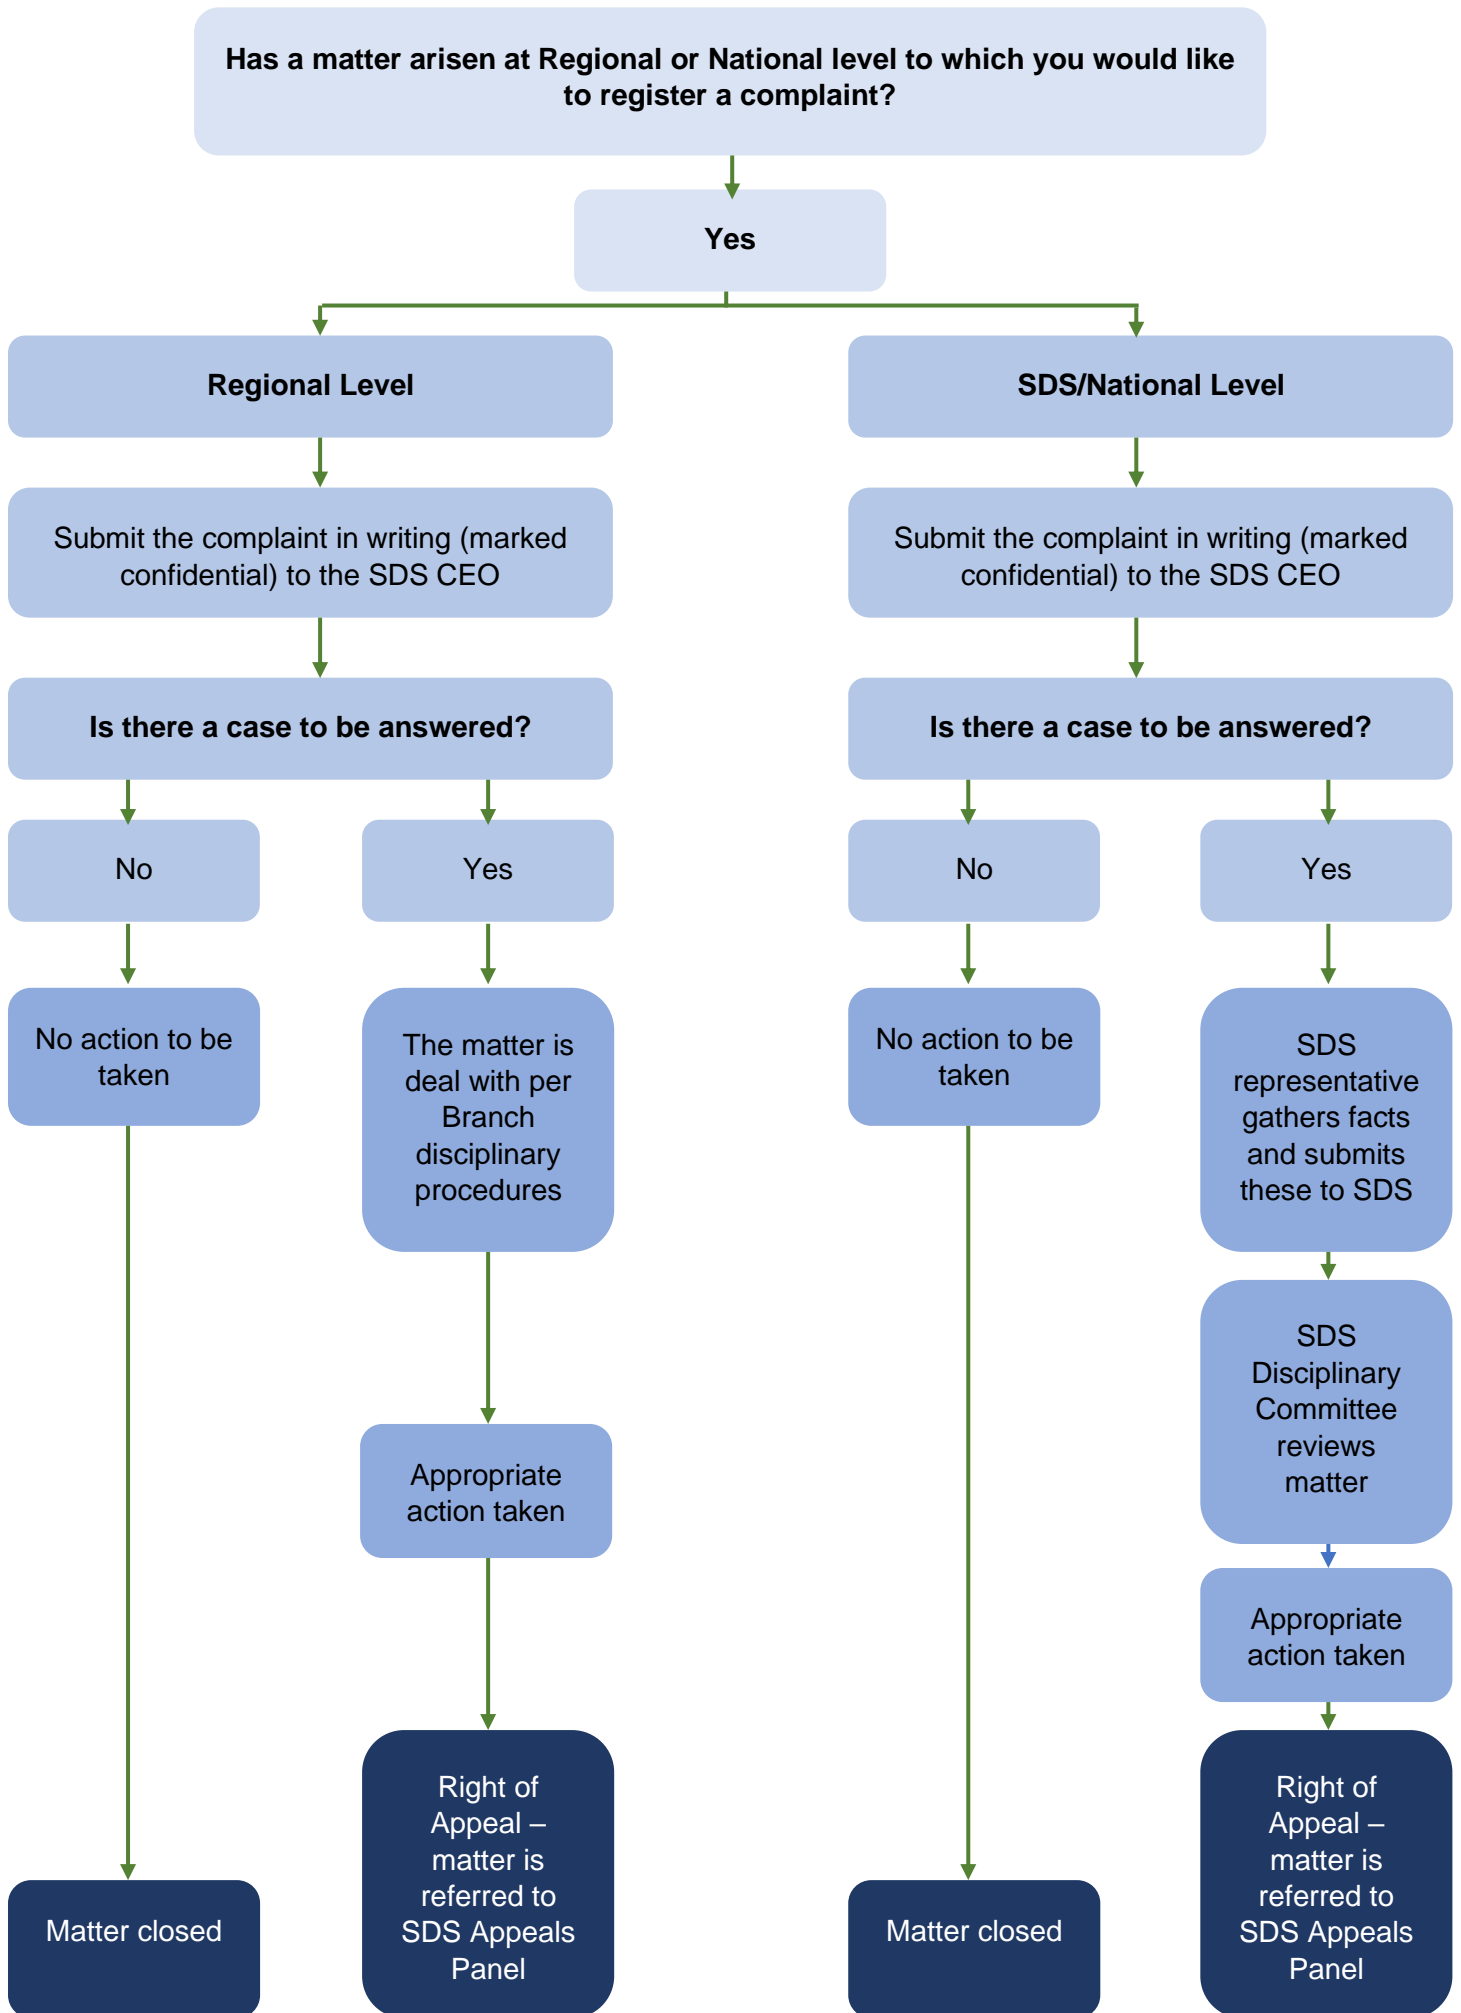 Has a matter arisen at Regional or National level to which you would like
to register a complaint?
Yes
Regional Level
SDS/National Level
Submit the complaint in writing (marked
confidential) to the SDS CEO
Submit the complaint in writing (marked
confidential) to the SDS CEO
Is there a case to be answered?
Is there a case to be answered?
No
Yes
No
Yes
No action to be
taken
The matter is
deal with per
Branch
disciplinary
procedures
No action to be
taken
SDS
representative
gathers facts
and submits
these to SDS
SDS
Disciplinary
Committee
reviews
matter
Appropriate
action taken
Appropriate
action taken
Matter closed
Right of
Appeal –
matter is
referred to
SDS Appeals
Panel
Matter closed
Right of
Appeal –
matter is
referred to
SDS Appeals
Panel